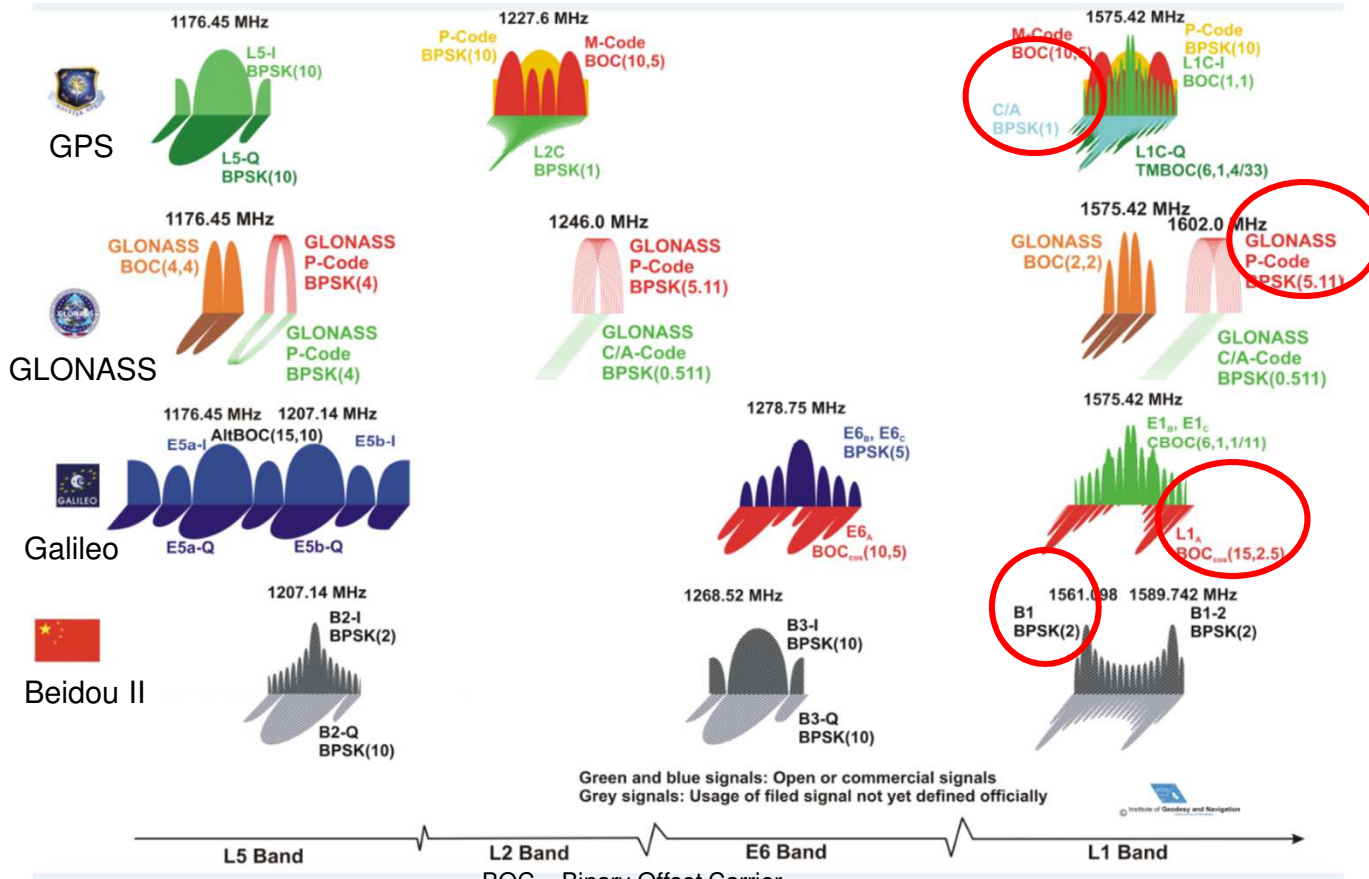 1176.45 MHz
1227.6 MHz
1575.42 MHz
L5-I
BPSK(10)
P-Code
BPSK(10)
M-Code
BOC(10,5)
M-Code
BOC(10,5)
P-Code
BPSK(10)
L1C-I
BOC(1,1)
GPS
C/A
BPSK(1)
L5-Q
BPSK(10)
L2C
BPSK(1)
L1C-Q
TMBOC(6,1,4/33)
1176.45 MHz
1246.0 MHz
1575.42 MHz
1602.0 MHz
GLONASS
BOC(4,4)
GLONASS
P-Code
BPSK(4)
GLONASS
P-Code
BPSK(5.11)
GLONASS
BOC(2,2)
GLONASS
P-Code
BPSK(5.11)
GLONASS
GLONASS
P-Code
BPSK(4)
GLONASS
C/A-Code
BPSK(0.511)
GLONASS
C/A-Code
BPSK(0.511)
1176.45 MHz 1207.14 MHz
AltBOC(15,10)
1278.75 MHz
1575.42 MHz
E5a-I
E5b-I
E6B, E6C
BPSK(5)
E1B, E1C
CBOC(6,1,1/11)
GALILEO
Galileo
E5a-Q
E5b-Q
E6A
BOCcos(10,5)
L1A
BOCcos(15,2.5)
1207.14 MHz
1268.52 MHz
1561.098 1589.742 MHz
B2-I
BPSK(2)
B3-I
BPSK(10)
B1
BPSK(2)
B1-2
BPSK(2)
Beidou II
B2-Q
BPSK(10)
B3-Q
BPSK(10)
Green and blue signals: Open or commercial signals
Grey signals: Usage of filed signal not yet defined officially
© Institute of Geodesy and Navigation
L5 Band
L2 Band
E6 Band
L1 Band
Binary Offset Carrier